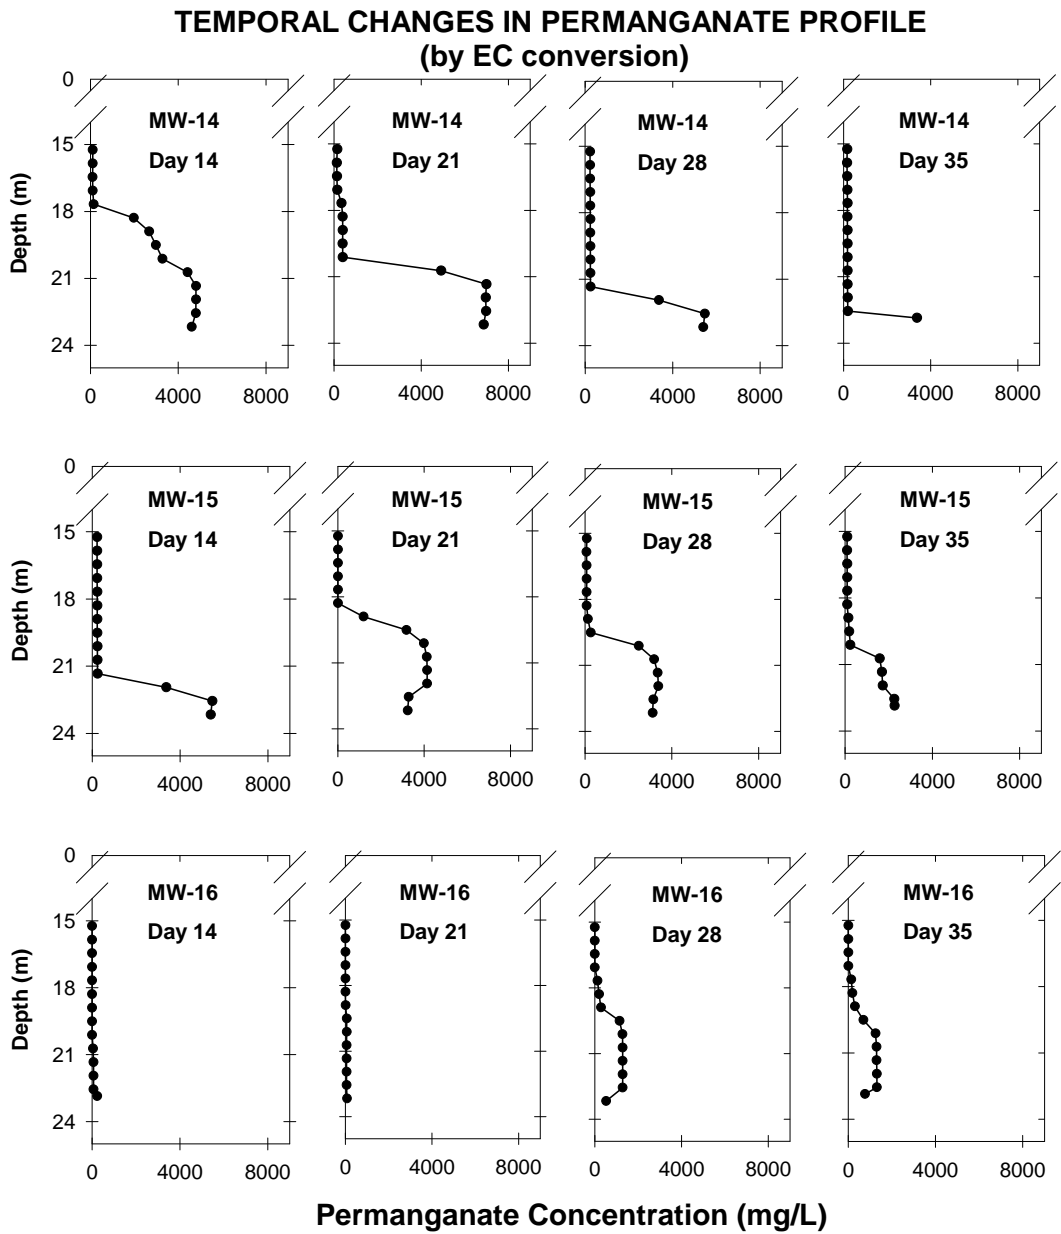 TEMPORAL CHANGES IN PERMANGANATE PROFILE
(by EC conversion)
0
15
18
21
24
Depth (m)
MW-14
Day 14
0 4000 8000
MW-14
Day 21
0 4000 8000
MW-14
Day 28
0 4000 8000
MW-14
Day 35
0 4000 8000
0
15
18
21
24
Depth (m)
MW-15
Day 14
0 4000 8000
MW-15
Day 21
0 4000 8000
MW-15
Day 28
0 4000 8000
MW-15
Day 35
0 4000 8000
0
15
18
21
24
Depth (m)
MW-16
Day 14
0 4000 8000
MW-16
Day 21
0 4000 8000
MW-16
Day 28
0 4000 8000
MW-16
Day 35
0 4000 8000
Permanganate Concentration (mg/L)